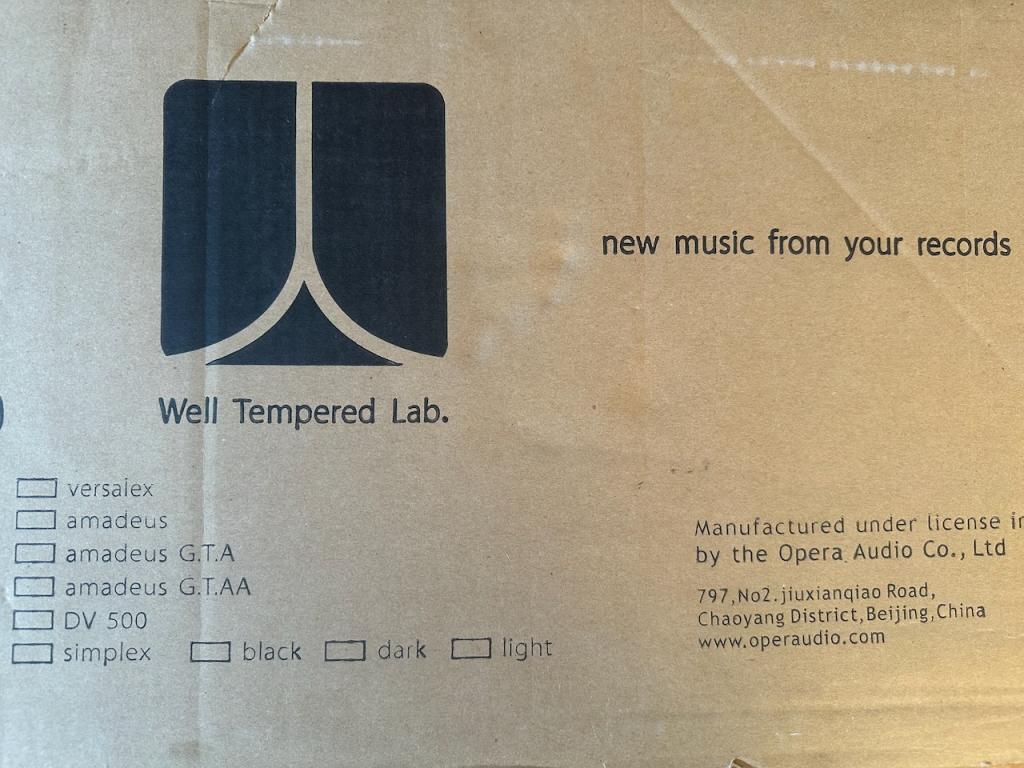 new music from your records
Well Tempered Lab.
versalex
amadeus
amadeus G.T.A
amadeus G.T.AA
DV 500
simplex black dark light
Manufactured under license in
by the Opera Audio Co., Ltd
797,No2.jiuxianqiao Road,
Chaoyang District,Beijing,China
www.operaudio.com